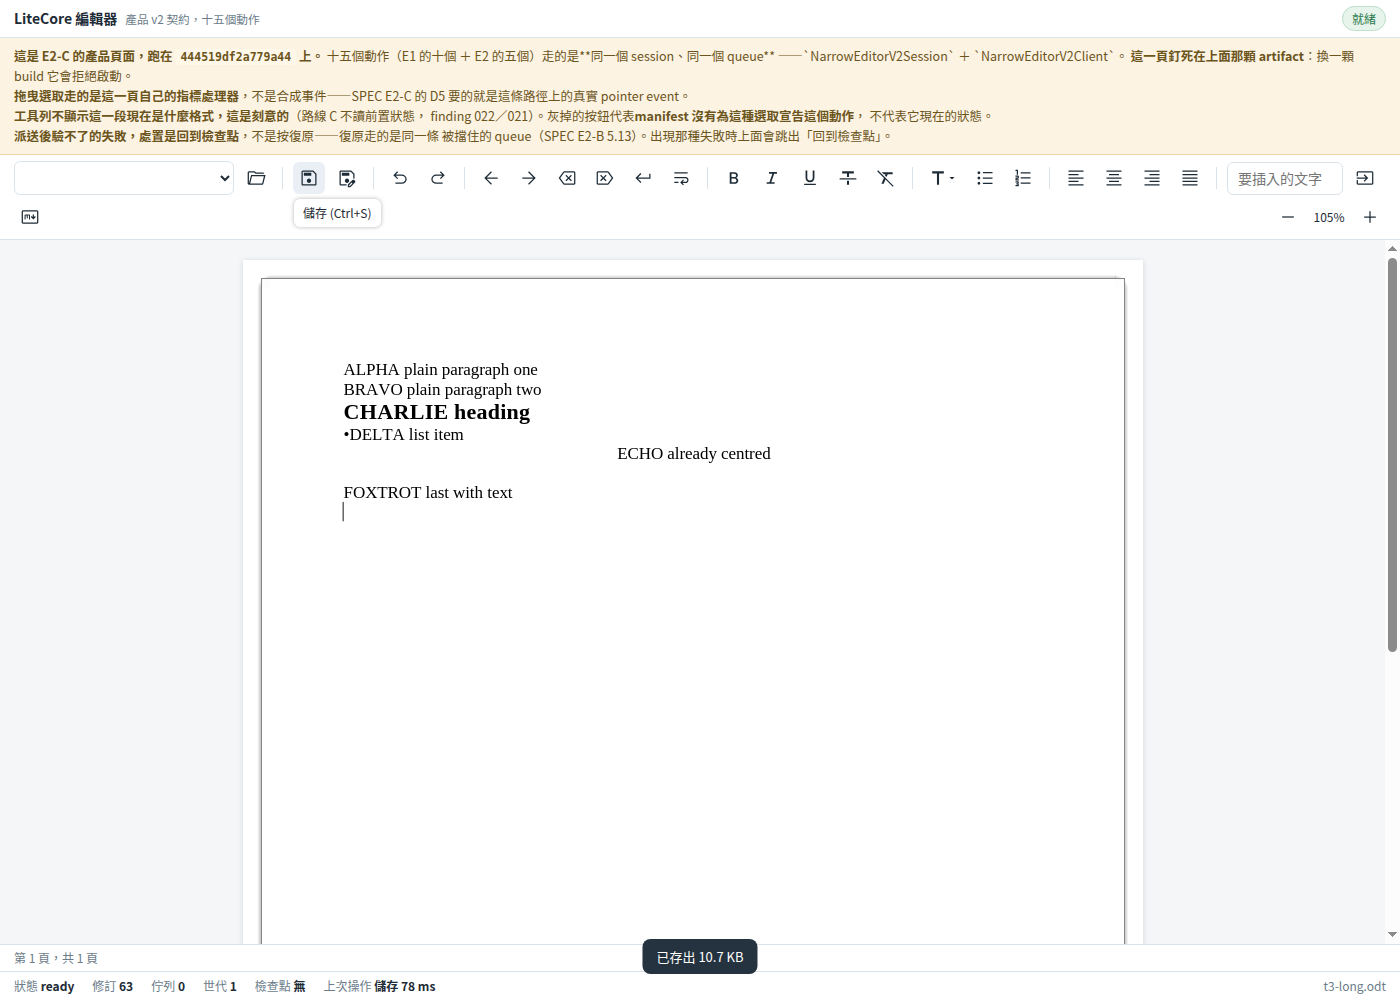 LiteCore 編輯器 產品 v2 契約，十五個動作 就緒
這是 E2-C 的產品頁面，跑在 444519df2a779a44 上。 十五個動作（E1 的十個 ＋ E2 的五個）走的是**同一個 session、同一個 queue** ——`NarrowEditorV2Session` ＋ `NarrowEditorV2Client`。 這一頁釘死在上面那顆 artifact：換一顆
build 它會拒絕啟動。
拖曳選取走的是這一頁自己的指標處理器，不是合成事件——SPEC E2-C 的 D5 要的就是這條路徑上的真實 pointer event。
工具列不顯示這一段現在是什麼格式，這是刻意的（路線 C 不讀前置狀態， finding 022／021）。灰掉的按鈕代表manifest 沒有為這種選取宣告這個動作， 不代表它現在的狀態。
派送後驗不了的失敗，處置是回到檢查點，不是按復原——復原走的是同一條 被擋住的 queue（SPEC E2-B 5.13）。出現那種失敗時上面會跳出「回到檢查點」。
要插入的文字
儲存 (Ctrl+S)
105%
ALPHA plain paragraph one
BRAVO plain paragraph two
CHARLIE heading
•DELTA list item
ECHO already centred
FOXTROT last with text
第 1 頁，共 1 頁
已存出 10.7 KB
狀態 ready 修訂 63 佇列 0 世代 1 檢查點 無 上次操作 儲存 78 ms t3-long.odt